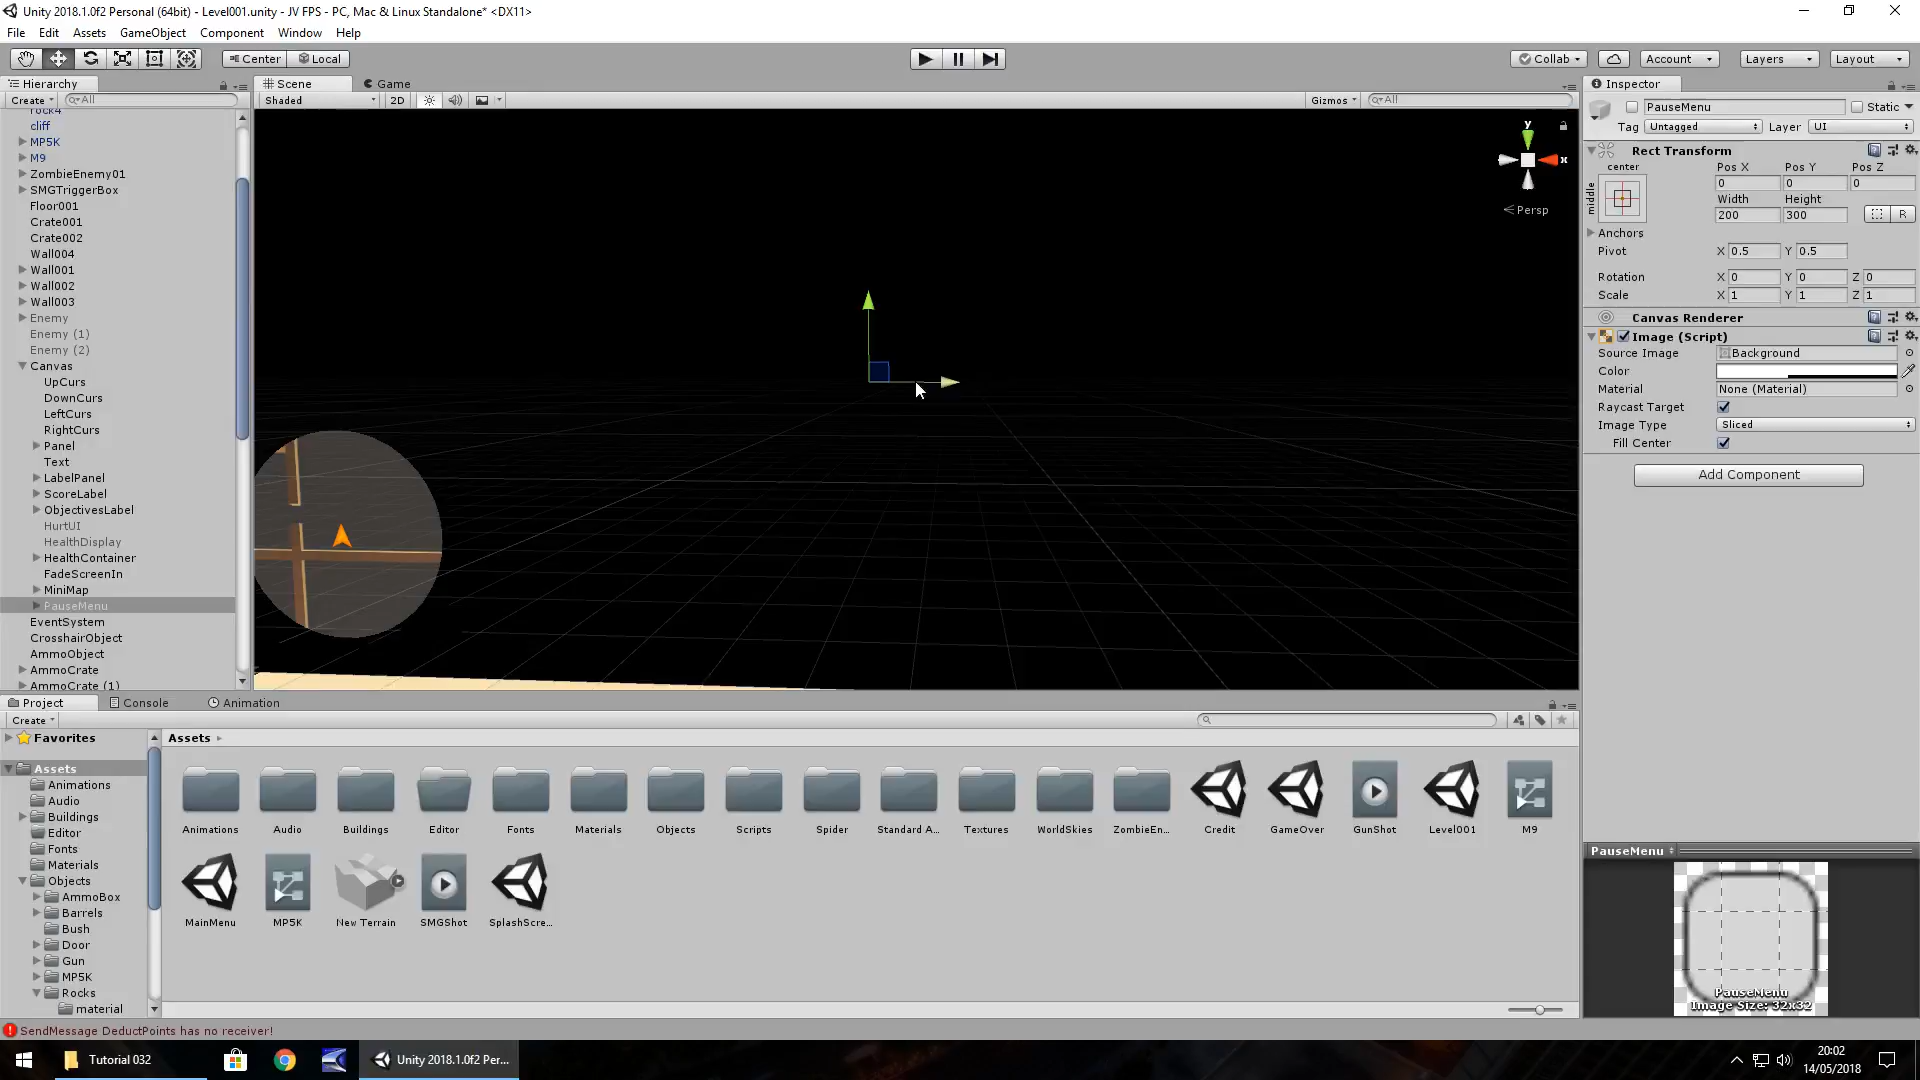 Unity 2018.1.0f2 Personal (64bit) - Level001.unity - JV FPS - PC, Mac & Linux Standalone* <DX11>
File Edit Assets GameObject Component Window Help
Center Local Collab Account Layers Layout
Hierarchy Scene Game Inspector
Create All Shaded 2D Gizmos All
PauseMenu Static
Tag Untagged Layer UI
rock4
cliff
MP5K
M9
ZombieEnemy01
SMGTriggerBox
Floor001
Crate001
Crate002
Wall004
Wall001
Wall002
Wall003
Enemy
Enemy (1)
Enemy (2)
Canvas
UpCurs
DownCurs
LeftCurs
RightCurs
Panel
Text
LabelPanel
ScoreLabel
ObjectivesLabel
HurtUI
HealthDisplay
HealthContainer
FadeScreenIn
MiniMap
PauseMenu
EventSystem
CrosshairObject
AmmoObject
AmmoCrate
AmmoCrate (1)
y
x
Persp
Rect Transform
center Pos X Pos Y Pos Z
middle 0 0 0
Width Height
200 300 R
Anchors
Pivot X 0.5 Y 0.5
Rotation X 0 Y 0 Z 0
Scale X 1 Y 1 Z 1
Canvas Renderer
Image (Script)
Source Image Background
Color
Material None (Material)
Raycast Target
Image Type Sliced
Fill Center
Add Component
PauseMenu
PauseMenu
Image Size: 32x32
Project Console Animation
Create
Favorites
Assets
Animations
Audio
Buildings
Editor
Fonts
Materials
Objects
AmmoBox
Barrels
Bush
Door
Gun
MP5K
Rocks
material
Assets
Animations Audio Buildings Editor Fonts Materials Objects Scripts Spider Standard A... Textures WorldSkies ZombieEn... Credit GameOver GunShot Level001 M9
MainMenu MP5K New Terrain SMGShot SplashScre...
SendMessage DeductPoints has no receiver!
Tutorial 032 Unity 2018.1.0f2 Per...
20:02
14/05/2018